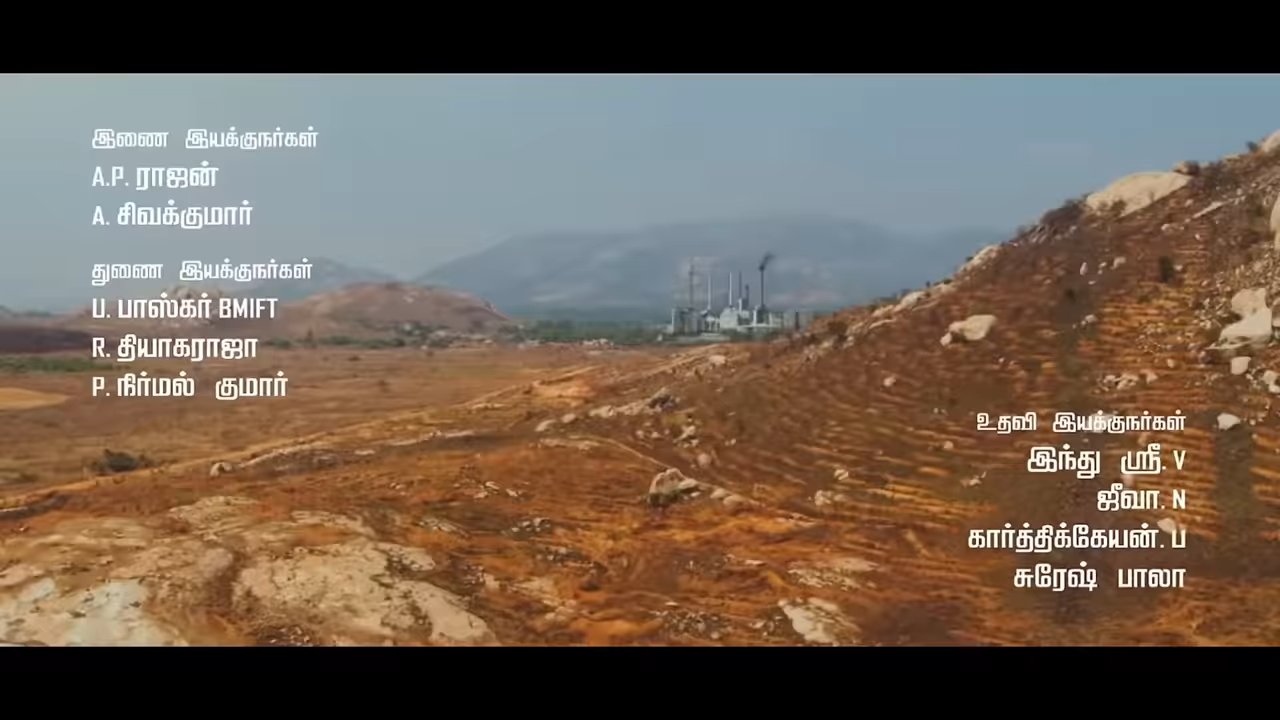 இணை இயக்குநர்கள்
A.P. ராஜன்
A. சிவக்குமார்
துணை இயக்குநர்கள்
U. பாஸ்கர் BMIFT
R. தியாகராஜா
P. நிர்மல் குமார்
உதவி இயக்குநர்கள்
இந்து ஸ்ரீ. V
ஜீவா. N
கார்த்திக்கேயன். ப
சுரேஷ் பாலா